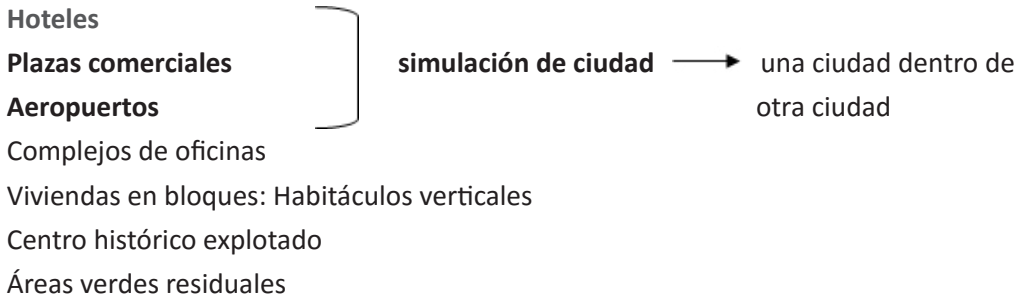 Hoteles
Plazas comerciales simulación de ciudad una ciudad dentro de
Aeropuertos otra ciudad
Complejos de oficinas
Viviendas en bloques: Habitáculos verticales
Centro histórico explotado
Áreas verdes residuales